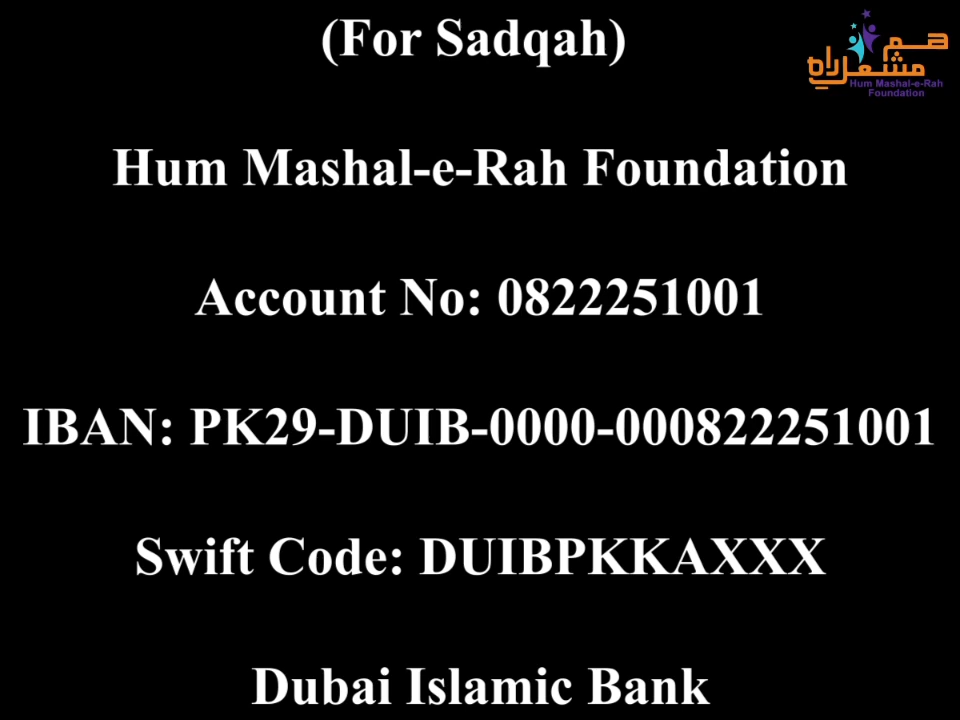 (For Sadqah)
ہم
مشعل راہ
Hum Mashal-e-Rah
Foundation
Hum Mashal-e-Rah Foundation
Account No: 0822251001
IBAN: PK29-DUIB-0000-000822251001
Swift Code: DUIBPKKAXXX
Dubai Islamic Bank